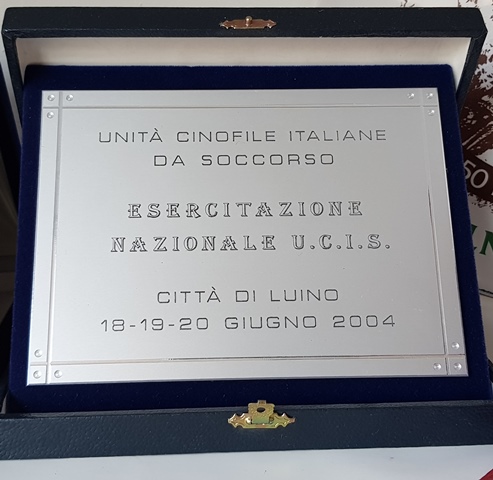 UNITÀ CINOFILE ITALIANE
DA SOCCORSO
ESERCITAZIONE
NAZIONALE U.C.I.S.
CITTÀ DI LUINO
18-19-20 GIUGNO 2004